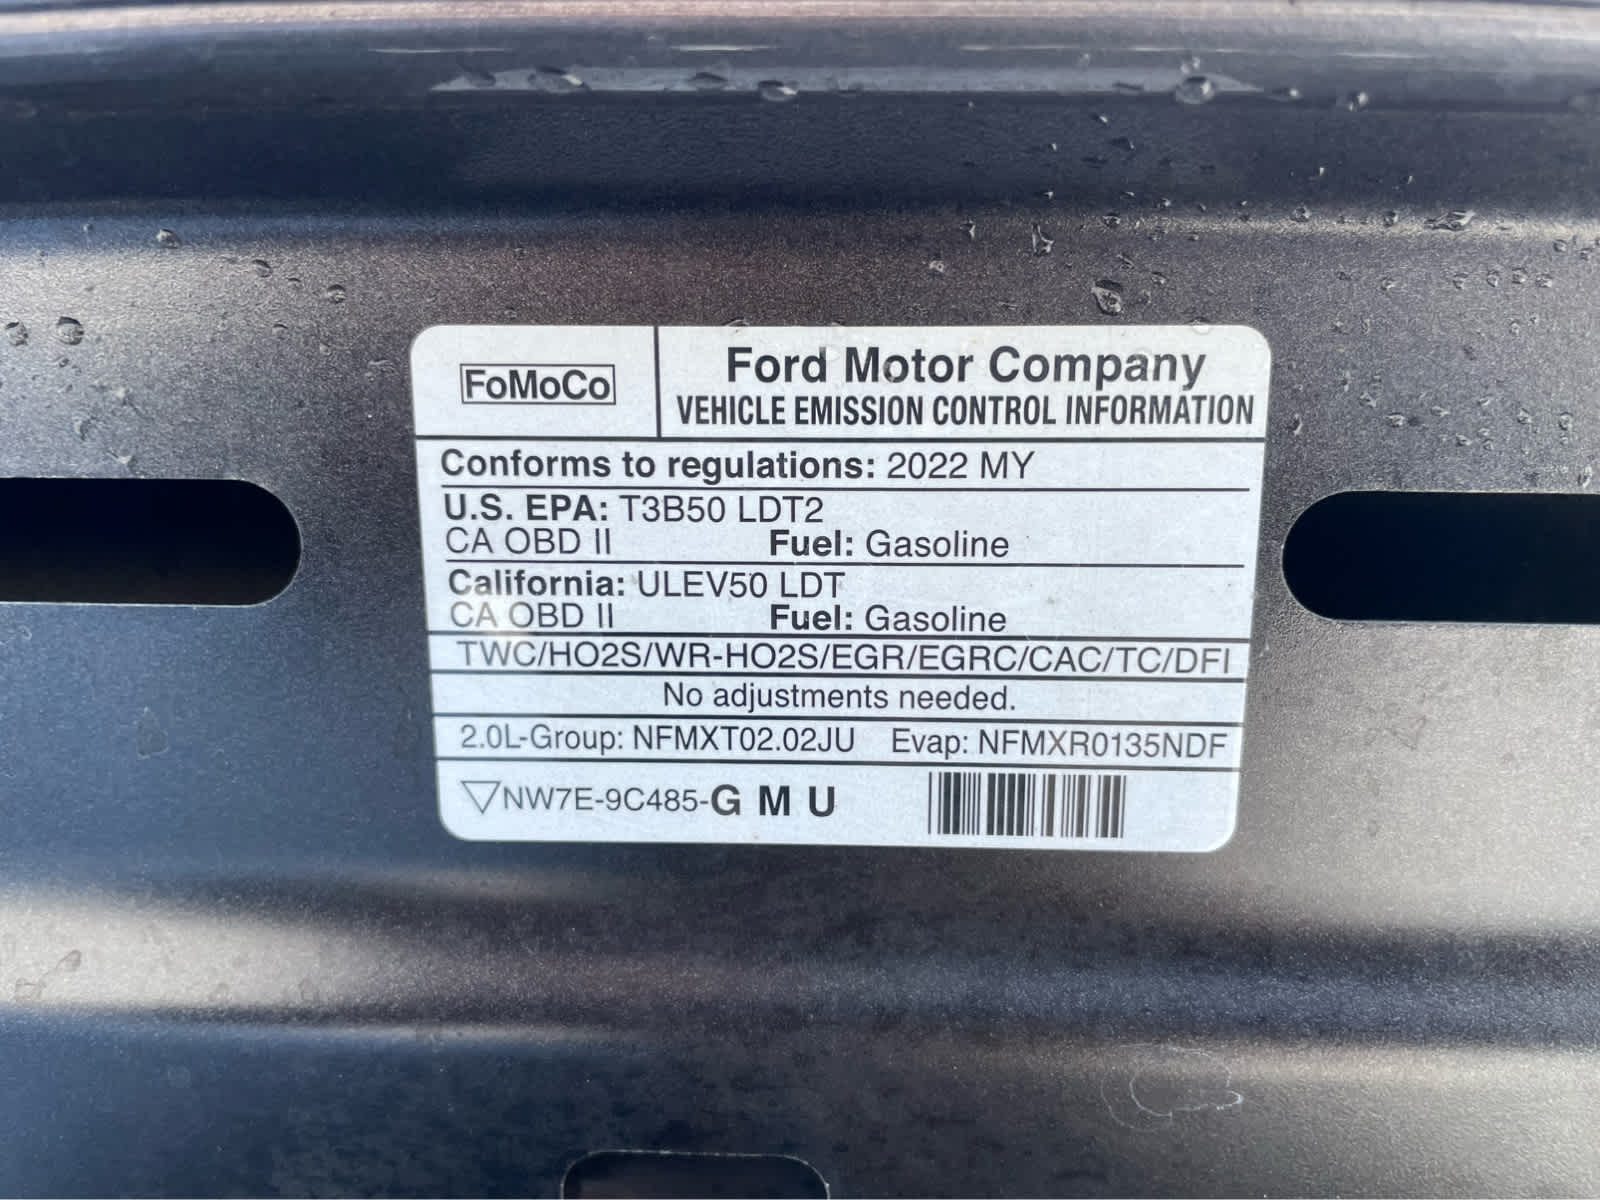 FoMoCo
Ford Motor Company
VEHICLE EMISSION CONTROL INFORMATION
Conforms to regulations: 2022 MY
U.S. EPA: T3B50 LDT2
CA OBD II Fuel: Gasoline
California: ULEV50 LDT
CA OBD II Fuel: Gasoline
TWC/HO2S/WR-HO2S/EGR/EGRC/CAC/TC/DFI
No adjustments needed.
2.0L-Group: NFMXT02.02JU Evap: NFMXR0135NDF
▽NW7E-9C485-G M U